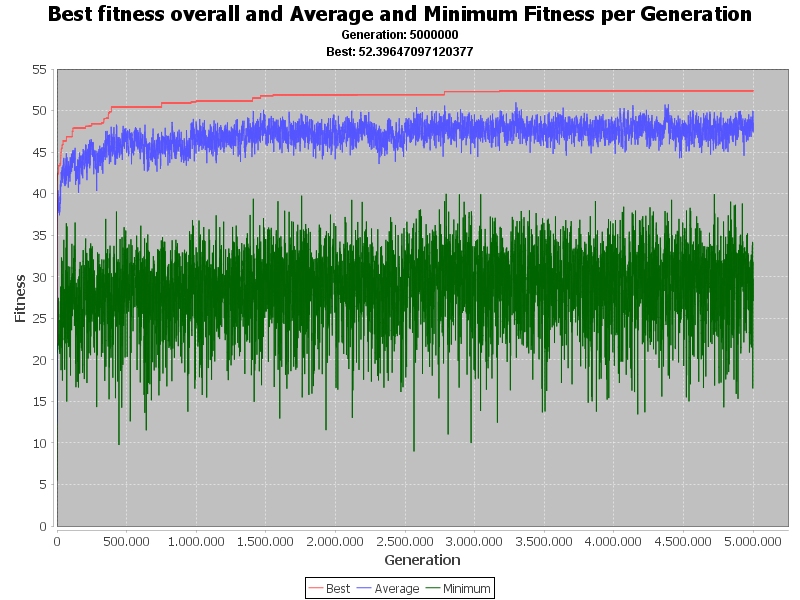 Best fitness overall and Average and Minimum Fitness per Generation
Generation: 5000000
Best: 52.39647097120377
55
50
45
40
35
30
25
20
15
10
5
0
Fitness
0 500.000 1.000.000 1.500.000 2.000.000 2.500.000 3.000.000 3.500.000 4.000.000 4.500.000 5.000.000
Generation
Best Average Minimum